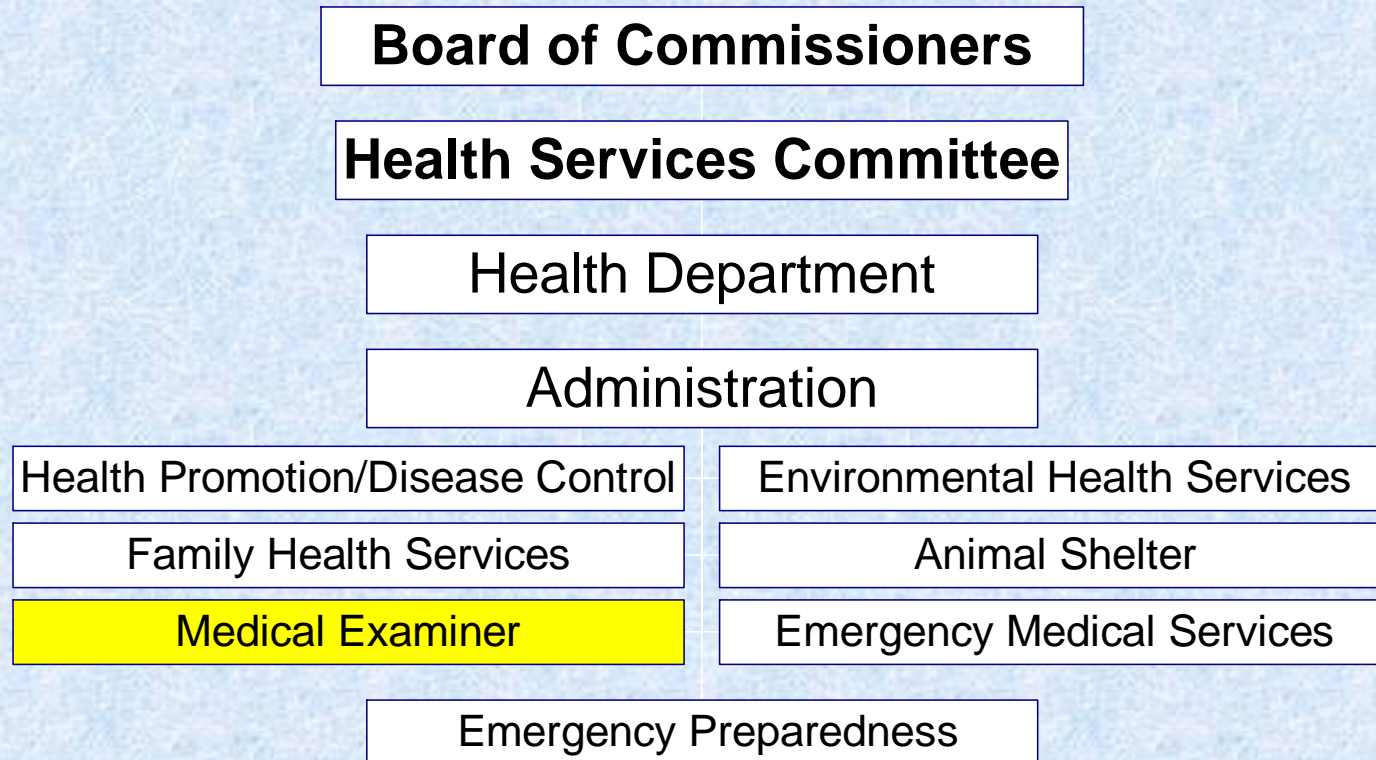 Board of Commissioners
Health Services Committee
Health Department
Administration
Health Promotion/Disease Control
Environmental Health Services
Family Health Services
Animal Shelter
Medical Examiner
Emergency Medical Services
Emergency Preparedness